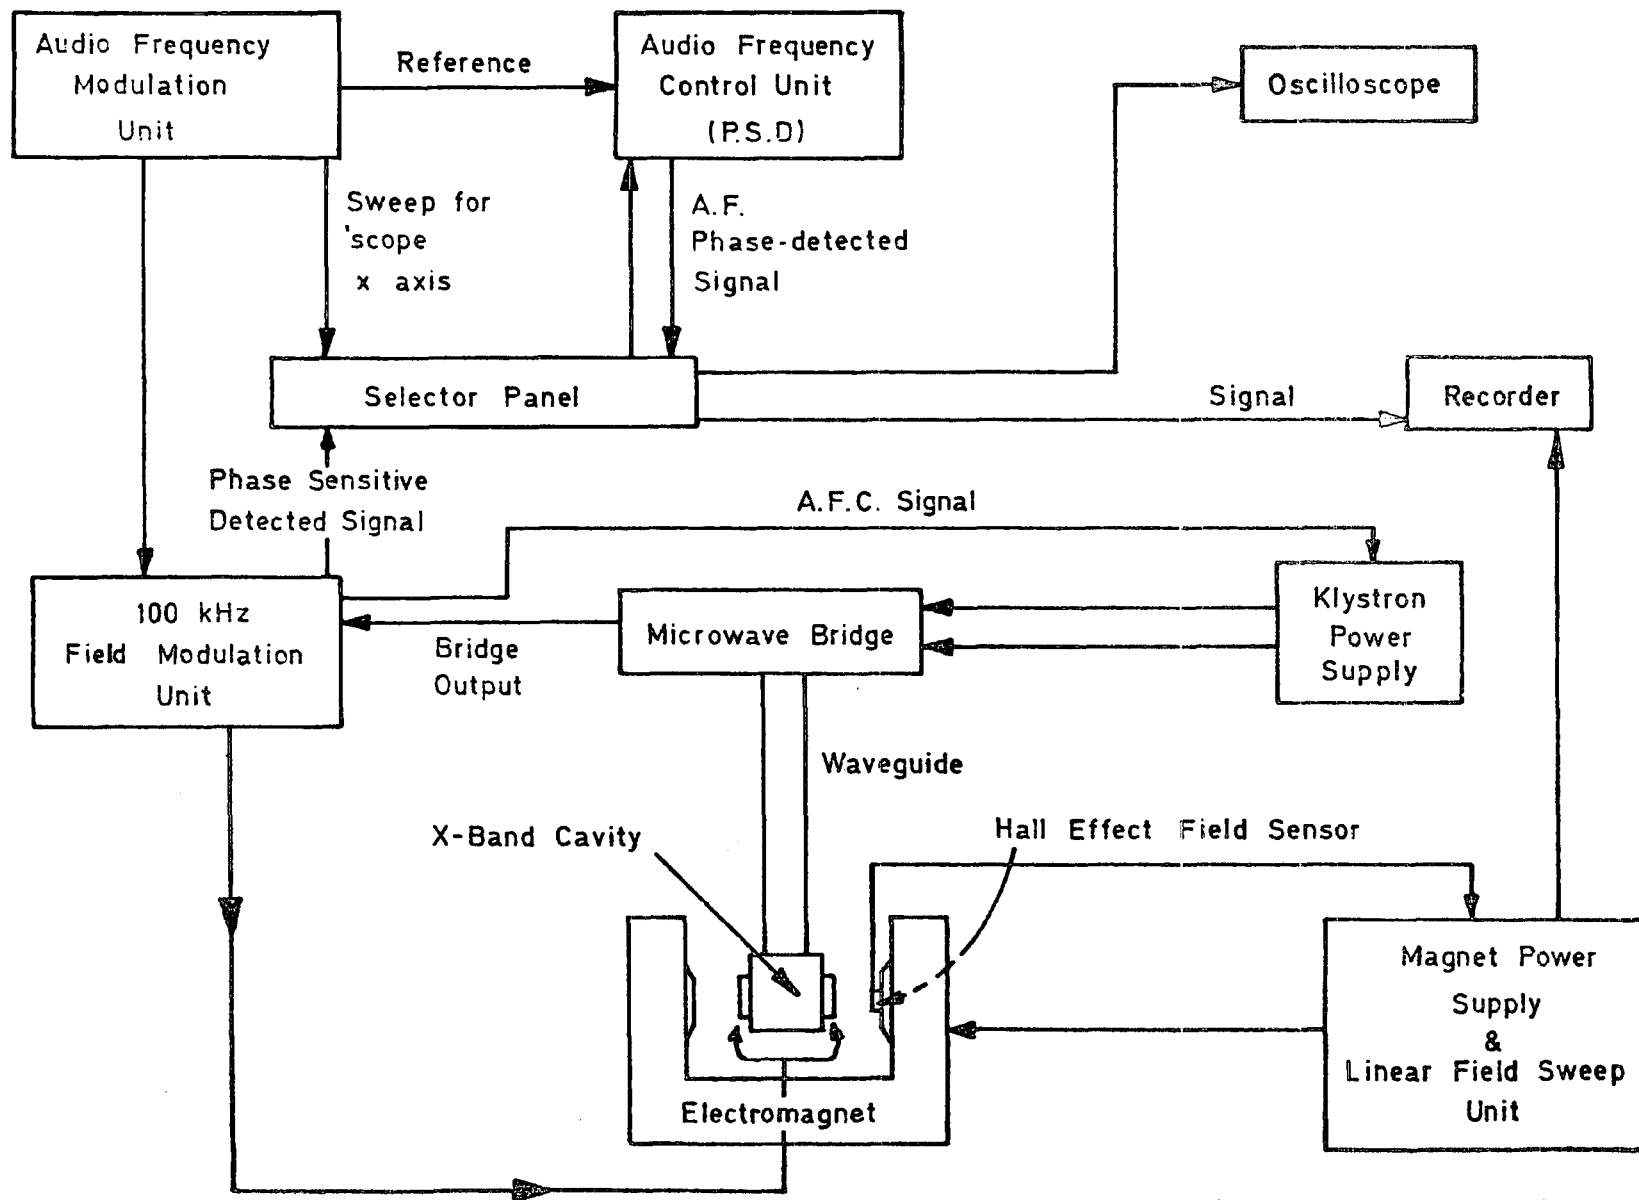 Audio Frequency
Modulation
Unit
Reference
Audio Frequency
Control Unit
(P.S.D)
Oscilloscope
Sweep for
'scope
x axis
A.F.
Phase-detected
Signal
Selector Panel
Signal
Recorder
Phase Sensitive
Detected Signal
A.F.C. Signal
100 kHz
Field Modulation
Unit
Bridge
Output
Microwave Bridge
Klystron
Power
Supply
Waveguide
X-Band Cavity
Hall Effect Field Sensor
Magnet Power
Supply
&
Linear Field Sweep
Unit
Electromagnet